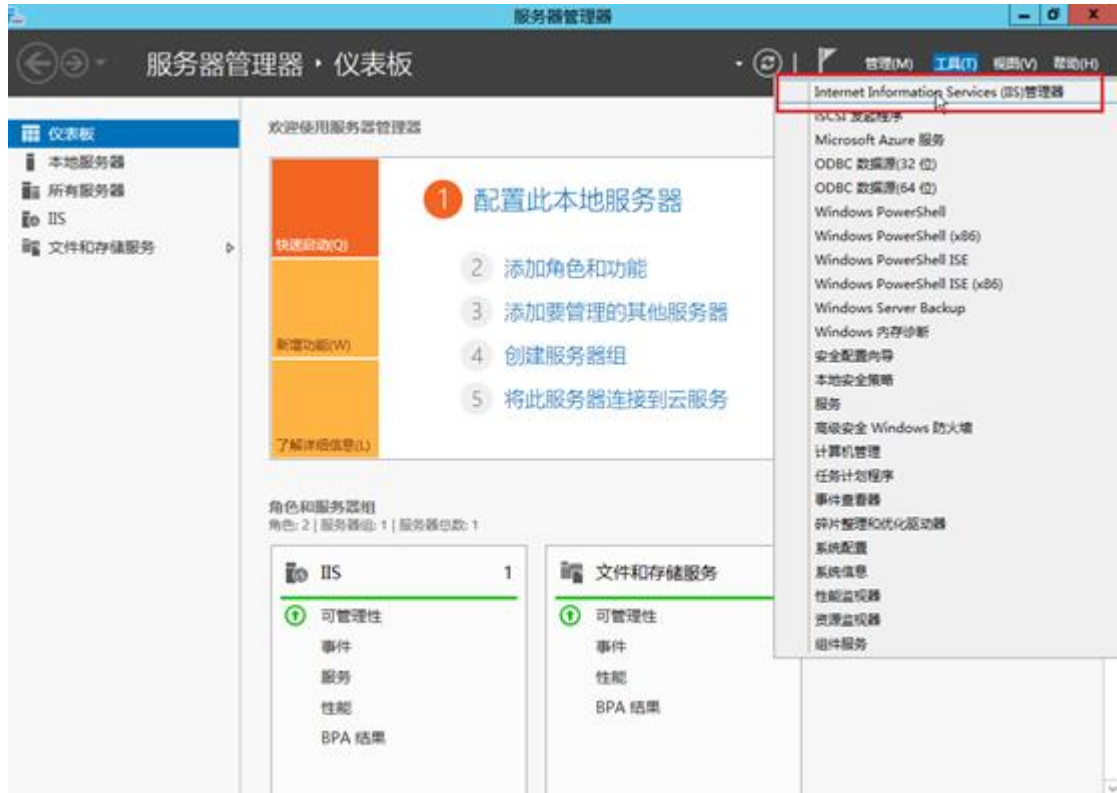 服务器管理器
服务器管理器 · 仪表板
管理(M) 工具(T) 视图(V) 帮助(H)
仪表板
本地服务器
所有服务器
IIS
文件和存储服务
欢迎使用服务器管理器
快速启动(Q)
新增功能(W)
了解详细信息(L)
1 配置此本地服务器
2 添加角色和功能
3 添加要管理的其他服务器
4 创建服务器组
5 将此服务器连接到云服务
角色和服务器组
角色: 2 | 服务器组: 1 | 服务器总数: 1
IIS 1
可管理性
事件
服务
性能
BPA 结果
文件和存储服务
可管理性
事件
性能
BPA 结果
Internet Information Services (IIS)管理器
iSCSI 发起程序
Microsoft Azure 服务
ODBC 数据源(32 位)
ODBC 数据源(64 位)
Windows PowerShell
Windows PowerShell (x86)
Windows PowerShell ISE
Windows PowerShell ISE (x86)
Windows Server Backup
Windows 内存诊断
安全配置向导
本地安全策略
服务
高级安全 Windows 防火墙
计算机管理
任务计划程序
事件查看器
碎片整理和优化驱动器
系统配置
系统信息
性能监视器
资源监视器
组件服务